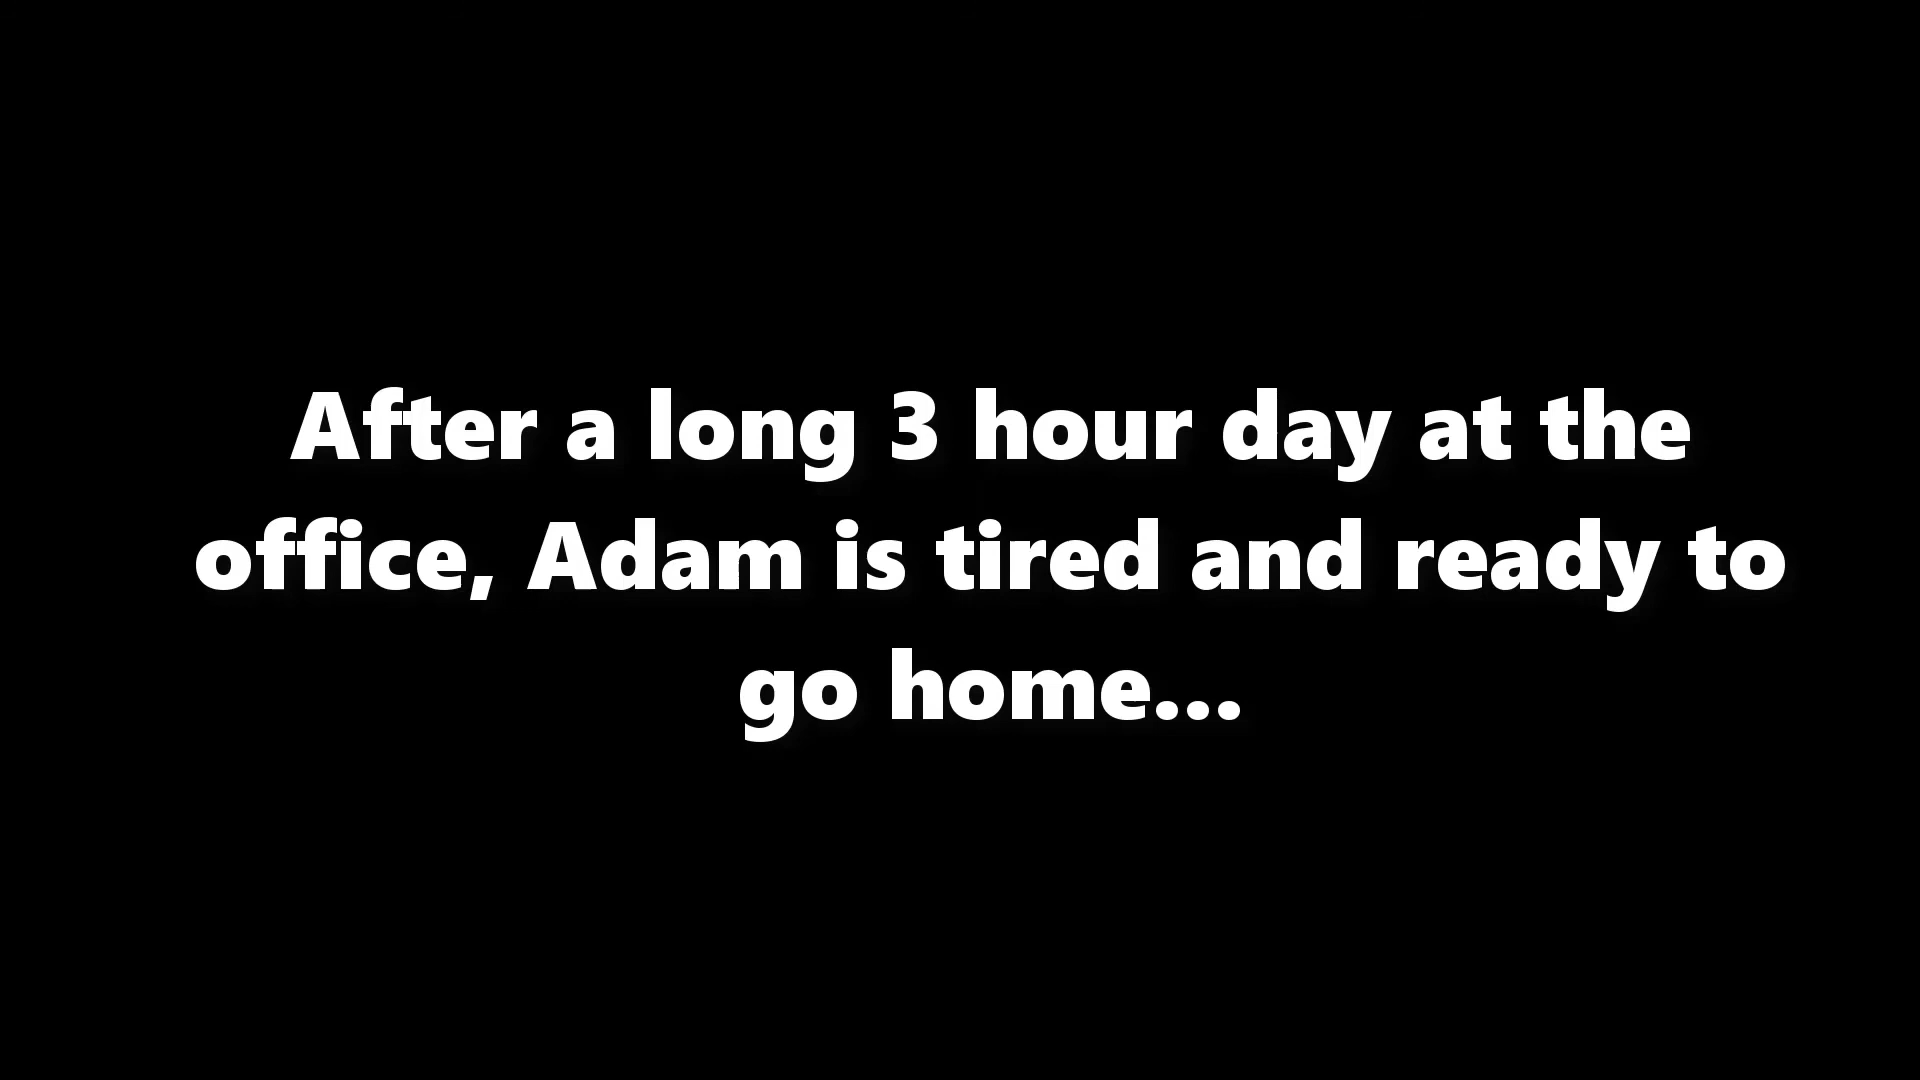 After a long 3 hour day at the
office, Adam is tired and ready to
go home...